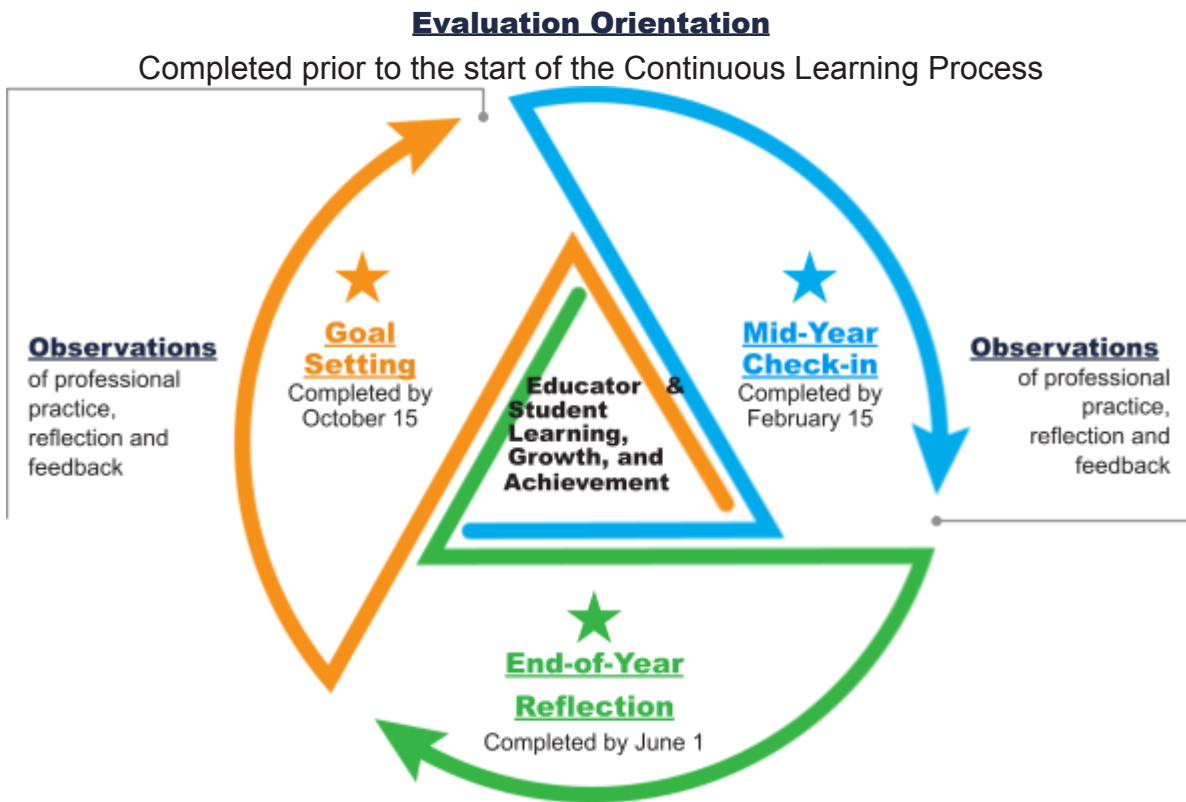 Evaluation Orientation
Completed prior to the start of the Continuous Learning Process
Observations
of professional
practice,
reflection and
feedback
Goal
Setting
Completed by
October 15
Educator &
Student
Learning,
Growth, and
Achievement
Mid-Year
Check-in
Completed by
February 15
Observations
of professional
practice,
reflection and
feedback
End-of-Year
Reflection
Completed by June 1